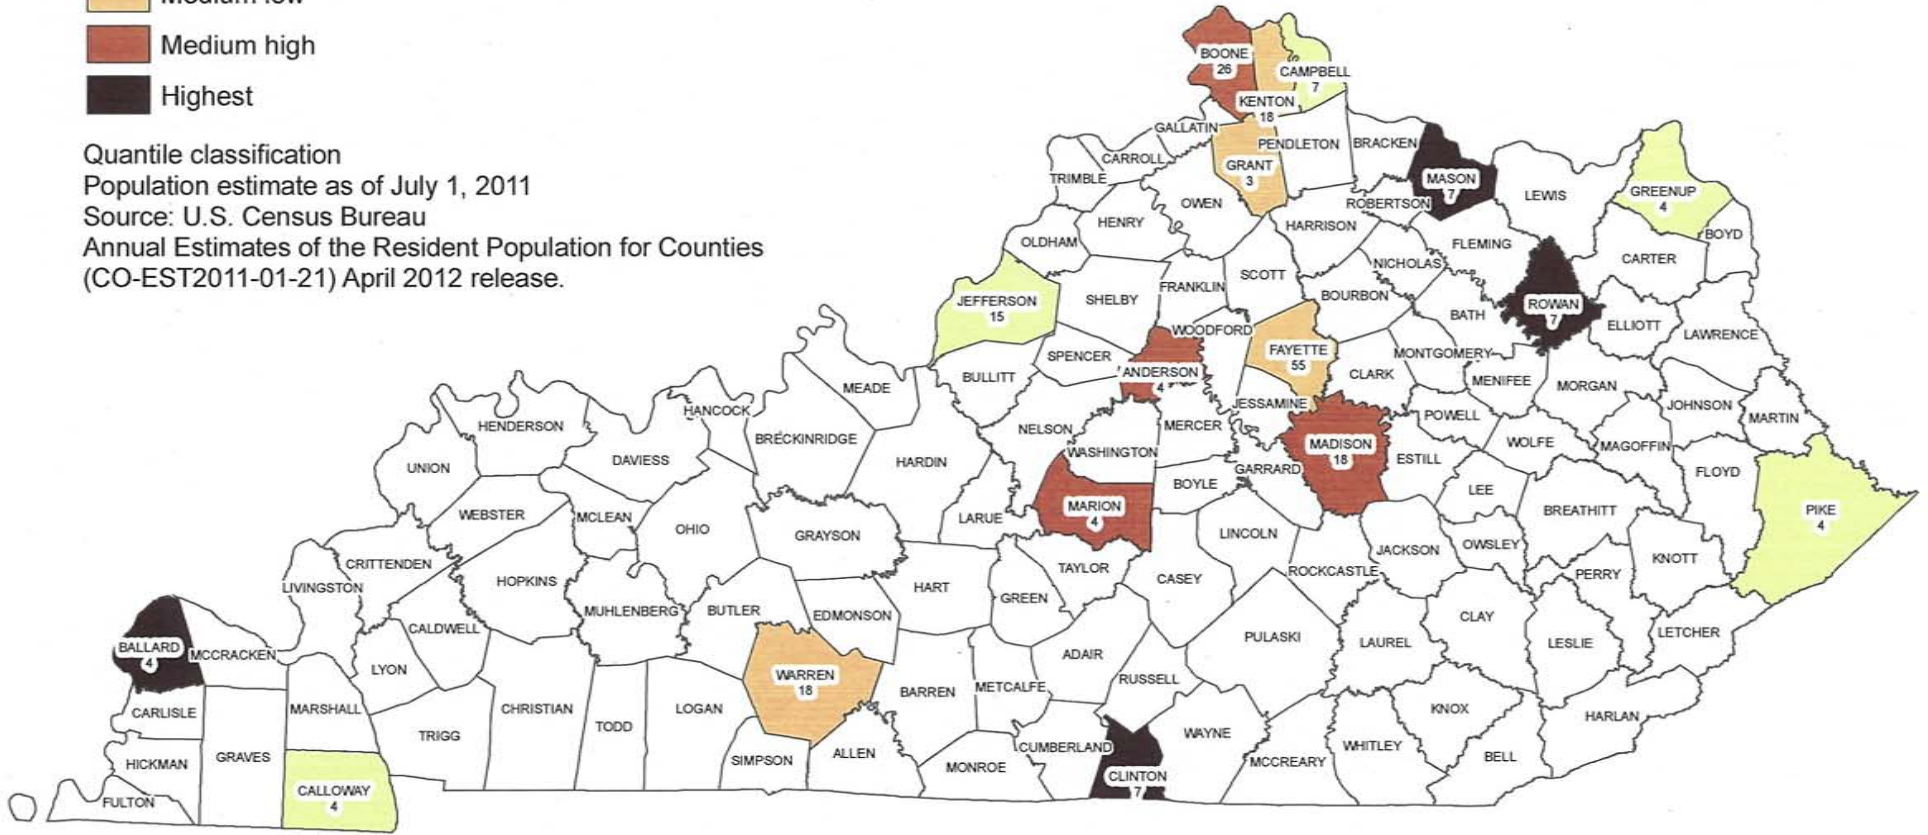 Medium low
Medium high
Highest
Quantile classification
Population estimate as of July 1, 2011
Source: U.S. Census Bureau
Annual Estimates of the Resident Population for Counties
(CO-EST2011-01-21) April 2012 release.
BOONE
26
CAMPBELL
7
KENTON
18
GALLATIN
PENDLETON
BRACKEN
CARROLL
GRANT
3
TRIMBLE
MASON
7
LEWIS
GREENUP
4
OWEN
ROBERTSON
HENRY
HARRISON
OLDHAM
FLEMING
BOYD
NICHOLAS
CARTER
SCOTT
FRANKLIN
SHELBY
BOURBON
JEFFERSON
15
ROWAN
7
BATH
ELLIOTT
WOODFORD
LAWRENCE
FAYETTE
55
SPENCER
MONTGOMERY
ANDERSON
4
CLARK
BULLITT
MENIFEE
MORGAN
MEADE
JESSAMINE
JOHNSON
HANCOCK
POWELL
MARTIN
HENDERSON
MERCER
NELSON
BRECKINRIDGE
WOLFE
MAGOFFIN
MADISON
18
WASHINGTON
ESTILL
DAVIESS
HARDIN
UNION
GARRARD
FLOYD
BOYLE
LEE
MARION
4
BREATHITT
PIKE
4
WEBSTER
MCLEAN
LARUE
OHIO
GRAYSON
LINCOLN
OWSLEY
JACKSON
KNOTT
CRITTENDEN
TAYLOR
ROCKCASTLE
PERRY
CASEY
HOPKINS
LIVINGSTON
HART
GREEN
MUHLENBERG
BUTLER
EDMONSON
CLAY
CALDWELL
PULASKI
LAUREL
LESLIE
LETCHER
BALLARD
4
MCCRACKEN
ADAIR
LYON
WARREN
18
RUSSELL
METCALFE
BARREN
CARLISLE
MARSHALL
CHRISTIAN
LOGAN
KNOX
HARLAN
TODD
TRIGG
WAYNE
CUMBERLAND
WHITLEY
ALLEN
BELL
GRAVES
HICKMAN
SIMPSON
MCCREARY
MONROE
CLINTON
7
CALLOWAY
4
FULTON